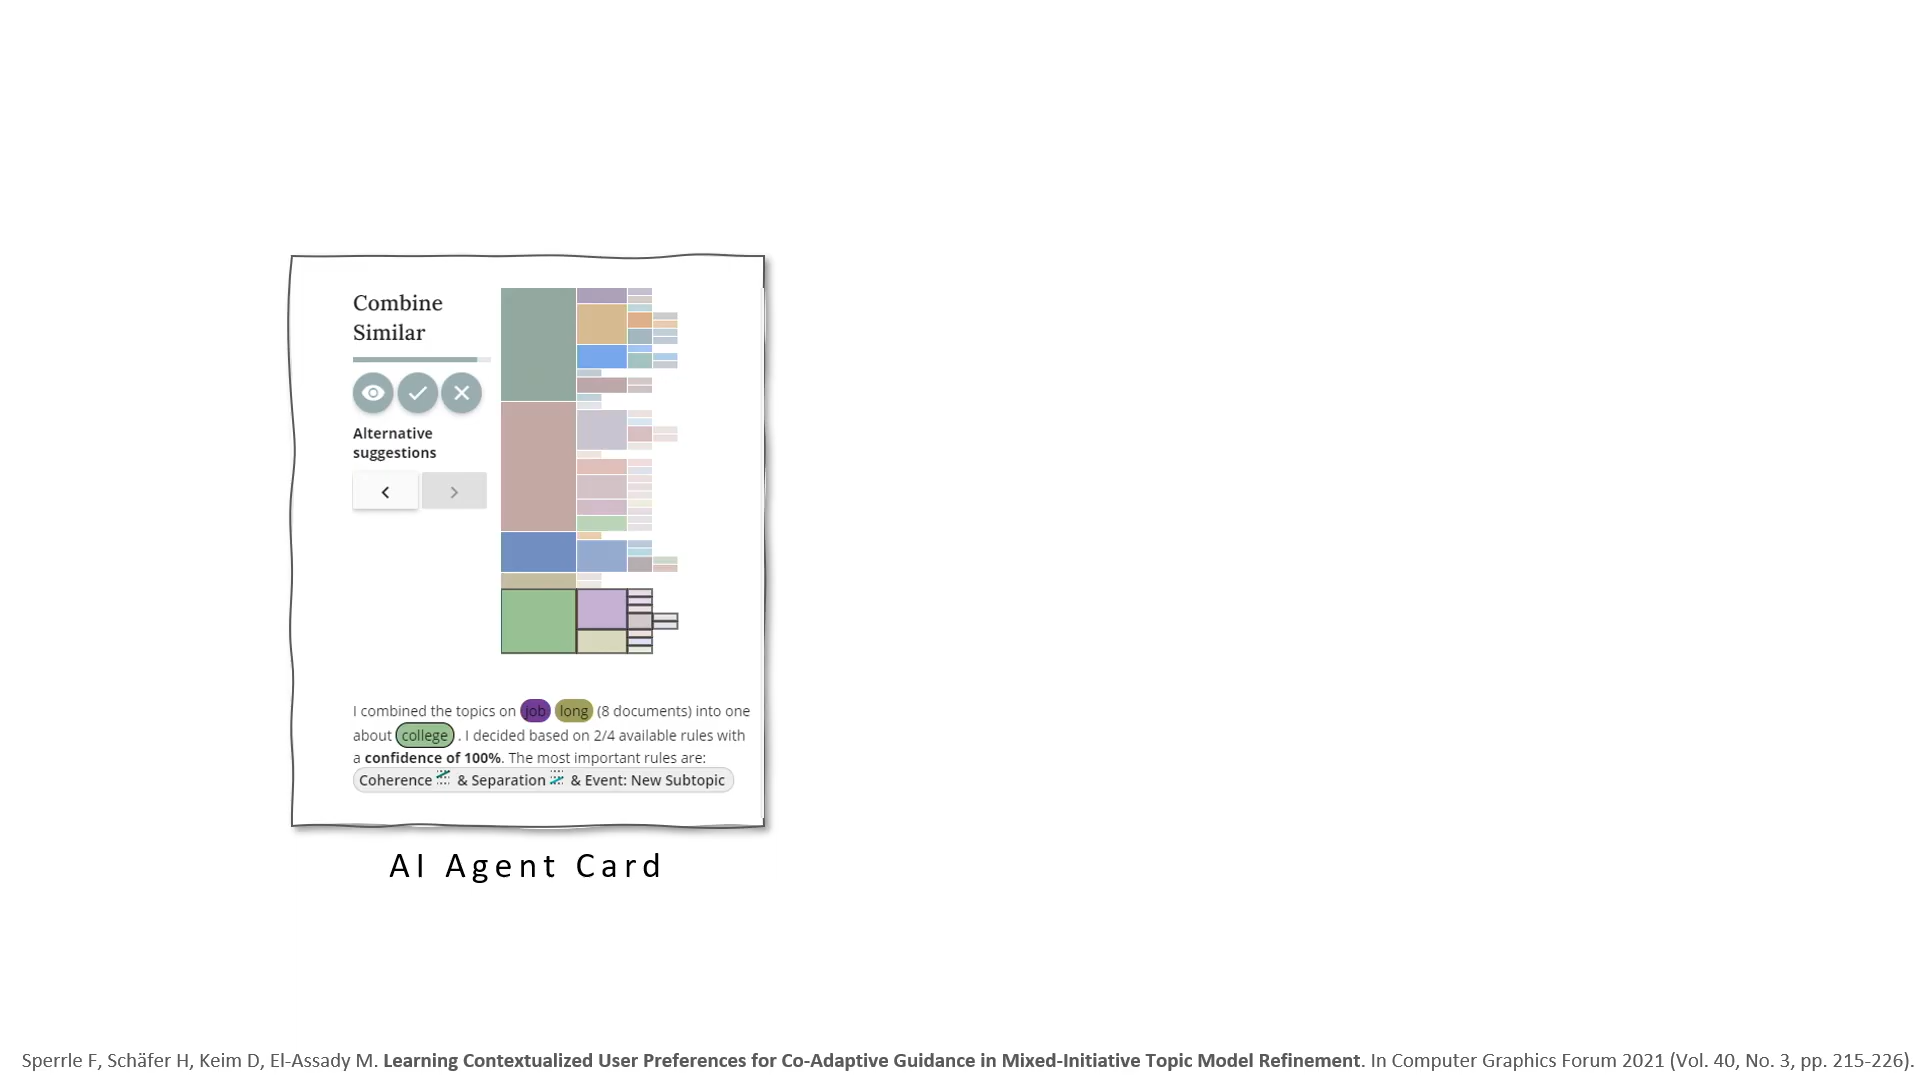 Combine
Similar
Alternative
suggestions
I combined the topics on job long (8 documents) into one
about college . I decided based on 2/4 available rules with
a confidence of 100%. The most important rules are:
Coherence & Separation & Event: New Subtopic
AI Agent Card
Sperrle F, Schäfer H, Keim D, El-Assady M. Learning Contextualized User Preferences for Co-Adaptive Guidance in Mixed-Initiative Topic Model Refinement. In Computer Graphics Forum 2021 (Vol. 40, No. 3, pp. 215-226).